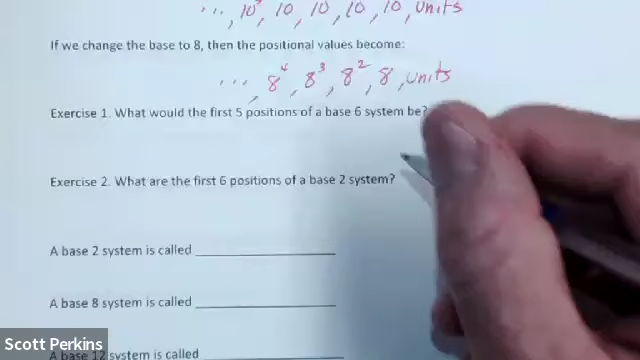 ..., 10, 10, 10, 10, units
If we change the base to 8, then the positional values become:
..., 8⁴, 8³, 8², 8, units
Exercise 1. What would the first 5 positions of a base 6 system be?
Exercise 2. What are the first 6 positions of a base 2 system?
A base 2 system is called ____________________
A base 8 system is called ____________________
A base 12 system is called ____________________
Scott Perkins